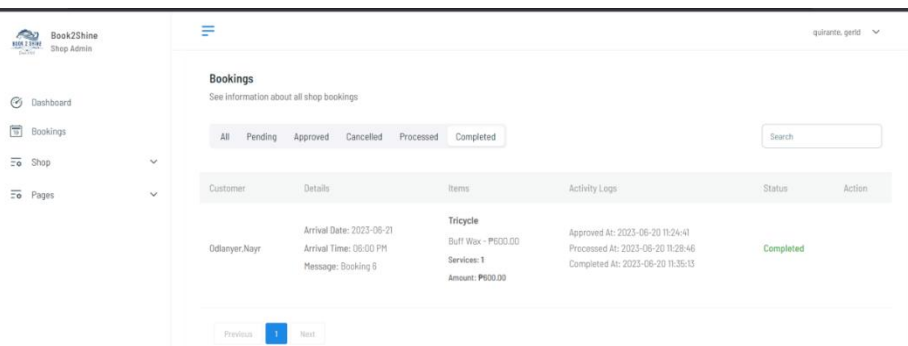 BOOK 2 SHINE
Book2Shine
Shop Admin
quirante, gerld
Dashboard
Bookings
Shop
Pages
Bookings
See information about all shop bookings
All Pending Approved Cancelled Processed Completed
Search
Customer Details Items Activity Logs Status Action
Odlanyer,Nayr
Arrival Date: 2023-06-21
Arrival Time: 06:00 PM
Message: Booking 6
Tricycle
Buff Wax - ₱600.00
Services: 1
Amount: ₱600.00
Approved At: 2023-06-20 11:24:41
Processed At: 2023-06-20 11:28:46
Completed At: 2023-06-20 11:35:13
Completed
Previous 1 Next